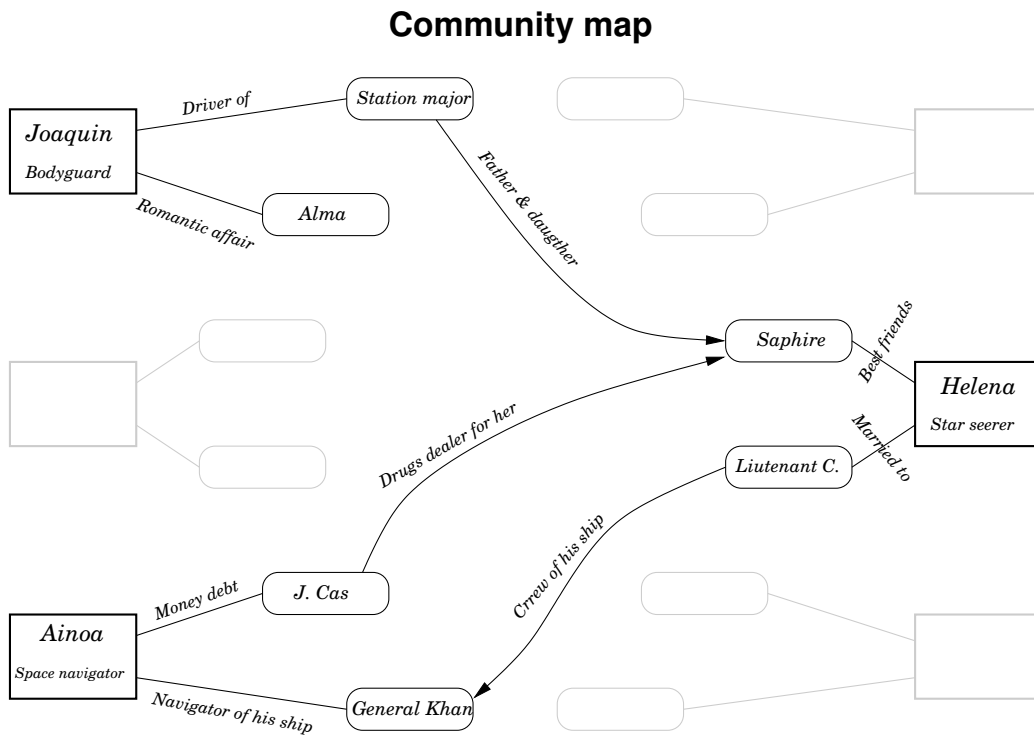 Community map
Driver of
Station major
Joaquin
Bodyguard
Romantic affair
Alma
Father & daugther
Saphire
Best friends
Helena
Star seerer
Married to
Liutenant C.
Drugs dealer for her
Crrew of his ship
Money debt
J. Cas
Ainoa
Space navigator
Navigator of his ship
General Khan